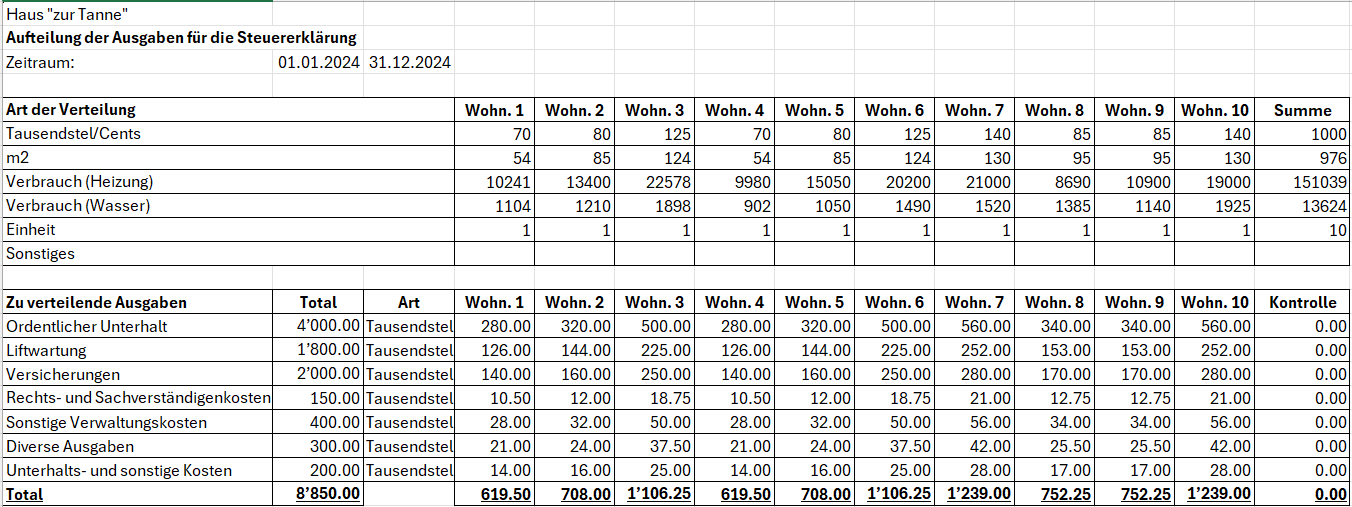 Haus "zur Tanne"
Aufteilung der Ausgaben für die Steuererklärung
Zeitraum: 01.01.2024 31.12.2024
Art der Verteilung Wohn. 1 Wohn. 2 Wohn. 3 Wohn. 4 Wohn. 5 Wohn. 6 Wohn. 7 Wohn. 8 Wohn. 9 Wohn. 10 Summe
Tausendstel/Cents 70 80 125 70 80 125 140 85 85 140 1000
m2 54 85 124 54 85 124 130 95 95 130 976
Verbrauch (Heizung) 10241 13400 22578 9980 15050 20200 21000 8690 10900 19000 151039
Verbrauch (Wasser) 1104 1210 1898 902 1050 1490 1520 1385 1140 1925 13624
Einheit 1 1 1 1 1 1 1 1 1 1 10
Sonstiges
Zu verteilende Ausgaben Total Art Wohn. 1 Wohn. 2 Wohn. 3 Wohn. 4 Wohn. 5 Wohn. 6 Wohn. 7 Wohn. 8 Wohn. 9 Wohn. 10 Kontrolle
Ordentlicher Unterhalt 4’000.00 Tausendstel 280.00 320.00 500.00 280.00 320.00 500.00 560.00 340.00 340.00 560.00 0.00
Liftwartung 1’800.00 Tausendstel 126.00 144.00 225.00 126.00 144.00 225.00 252.00 153.00 153.00 252.00 0.00
Versicherungen 2’000.00 Tausendstel 140.00 160.00 250.00 140.00 160.00 250.00 280.00 170.00 170.00 280.00 0.00
Rechts- und Sachverständigenkosten 150.00 Tausendstel 10.50 12.00 18.75 10.50 12.00 18.75 21.00 12.75 12.75 21.00 0.00
Sonstige Verwaltungskosten 400.00 Tausendstel 28.00 32.00 50.00 28.00 32.00 50.00 56.00 34.00 34.00 56.00 0.00
Diverse Ausgaben 300.00 Tausendstel 21.00 24.00 37.50 21.00 24.00 37.50 42.00 25.50 25.50 42.00 0.00
Unterhalts- und sonstige Kosten 200.00 Tausendstel 14.00 16.00 25.00 14.00 16.00 25.00 28.00 17.00 17.00 28.00 0.00
Total 8’850.00 619.50 708.00 1’106.25 619.50 708.00 1’106.25 1’239.00 752.25 752.25 1’239.00 0.00